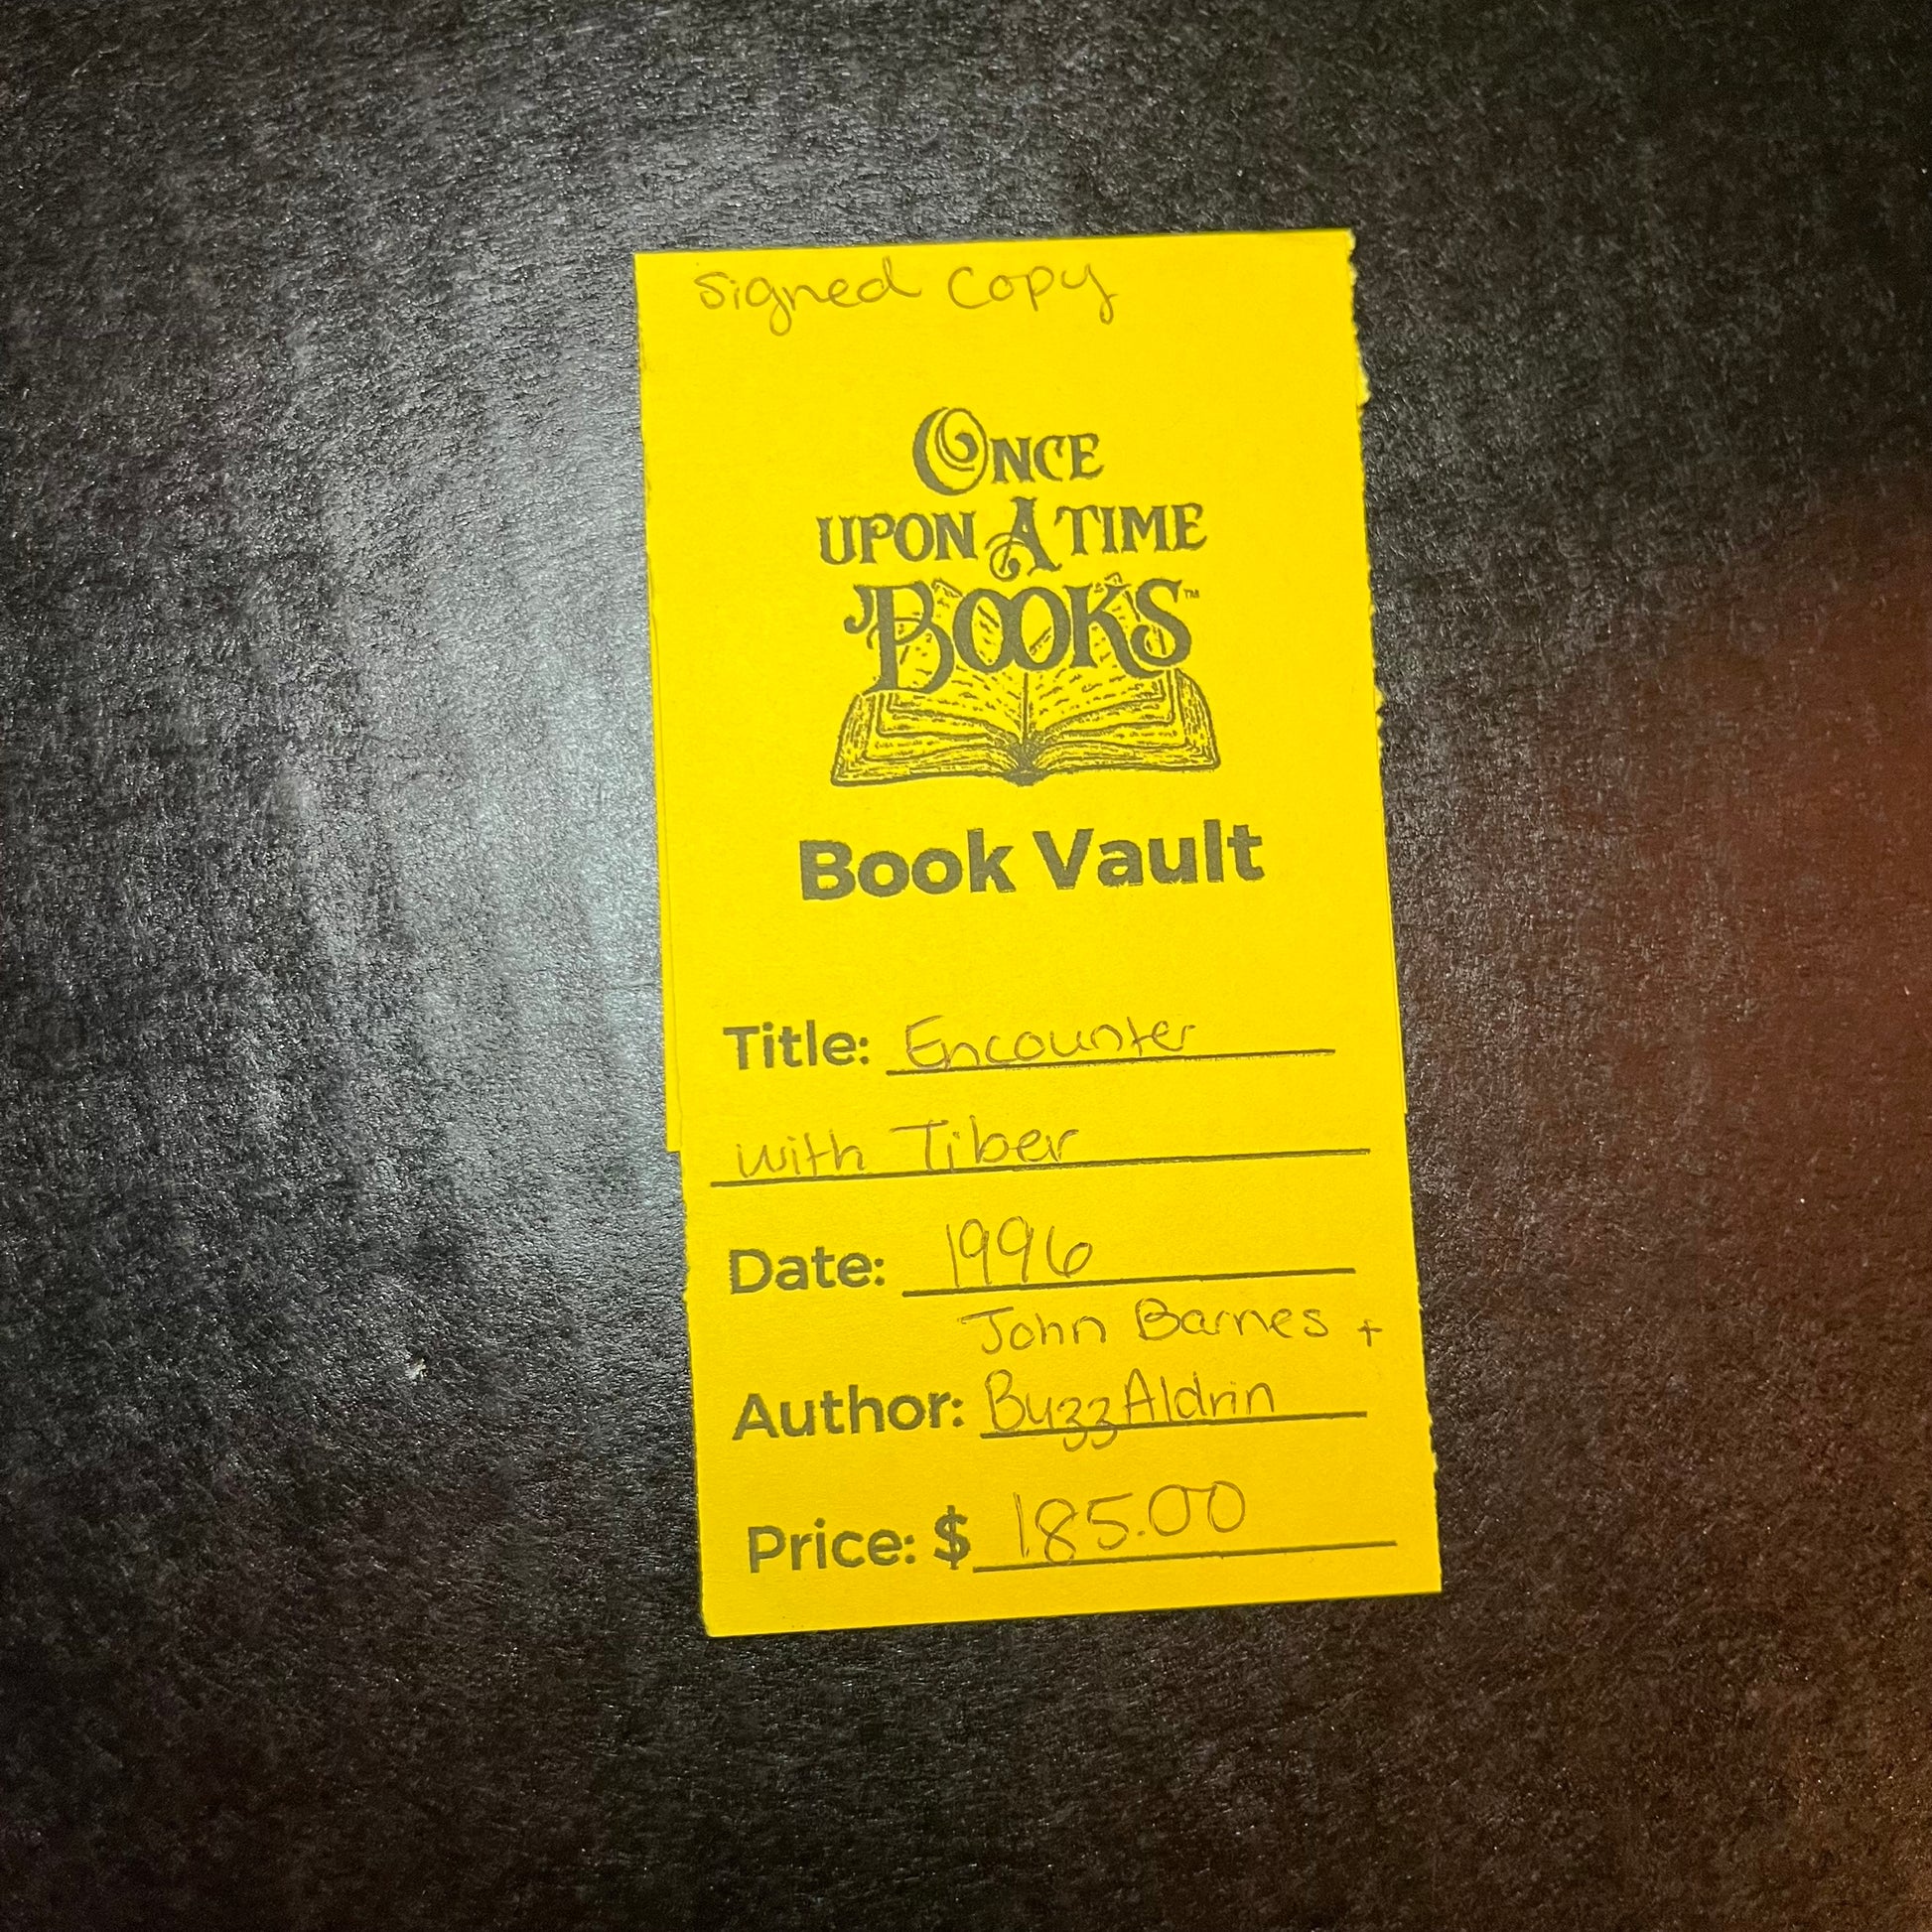 signed copy
ONCE
UPON A TIME
BOOKS™
Book Vault
Title: Encounter
with Tiber
Date: 1996
John Barnes +
Author: Buzz Aldrin
Price: $ 185.00